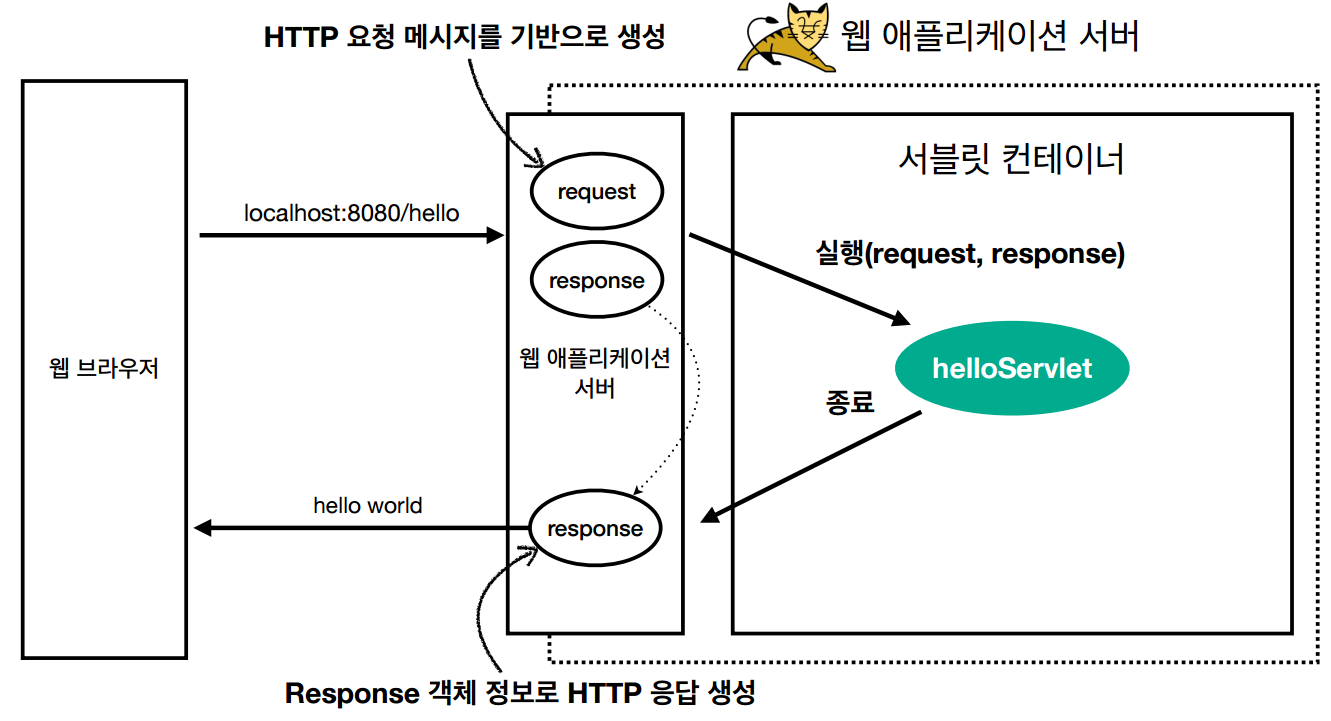 HTTP 요청 메시지를 기반으로 생성
웹 애플리케이션 서버
서블릿 컨테이너
request
localhost:8080/hello
실행(request, response)
response
웹 애플리케이션
서버
웹 브라우저
helloServlet
종료
hello world
response
Response 객체 정보로 HTTP 응답 생성